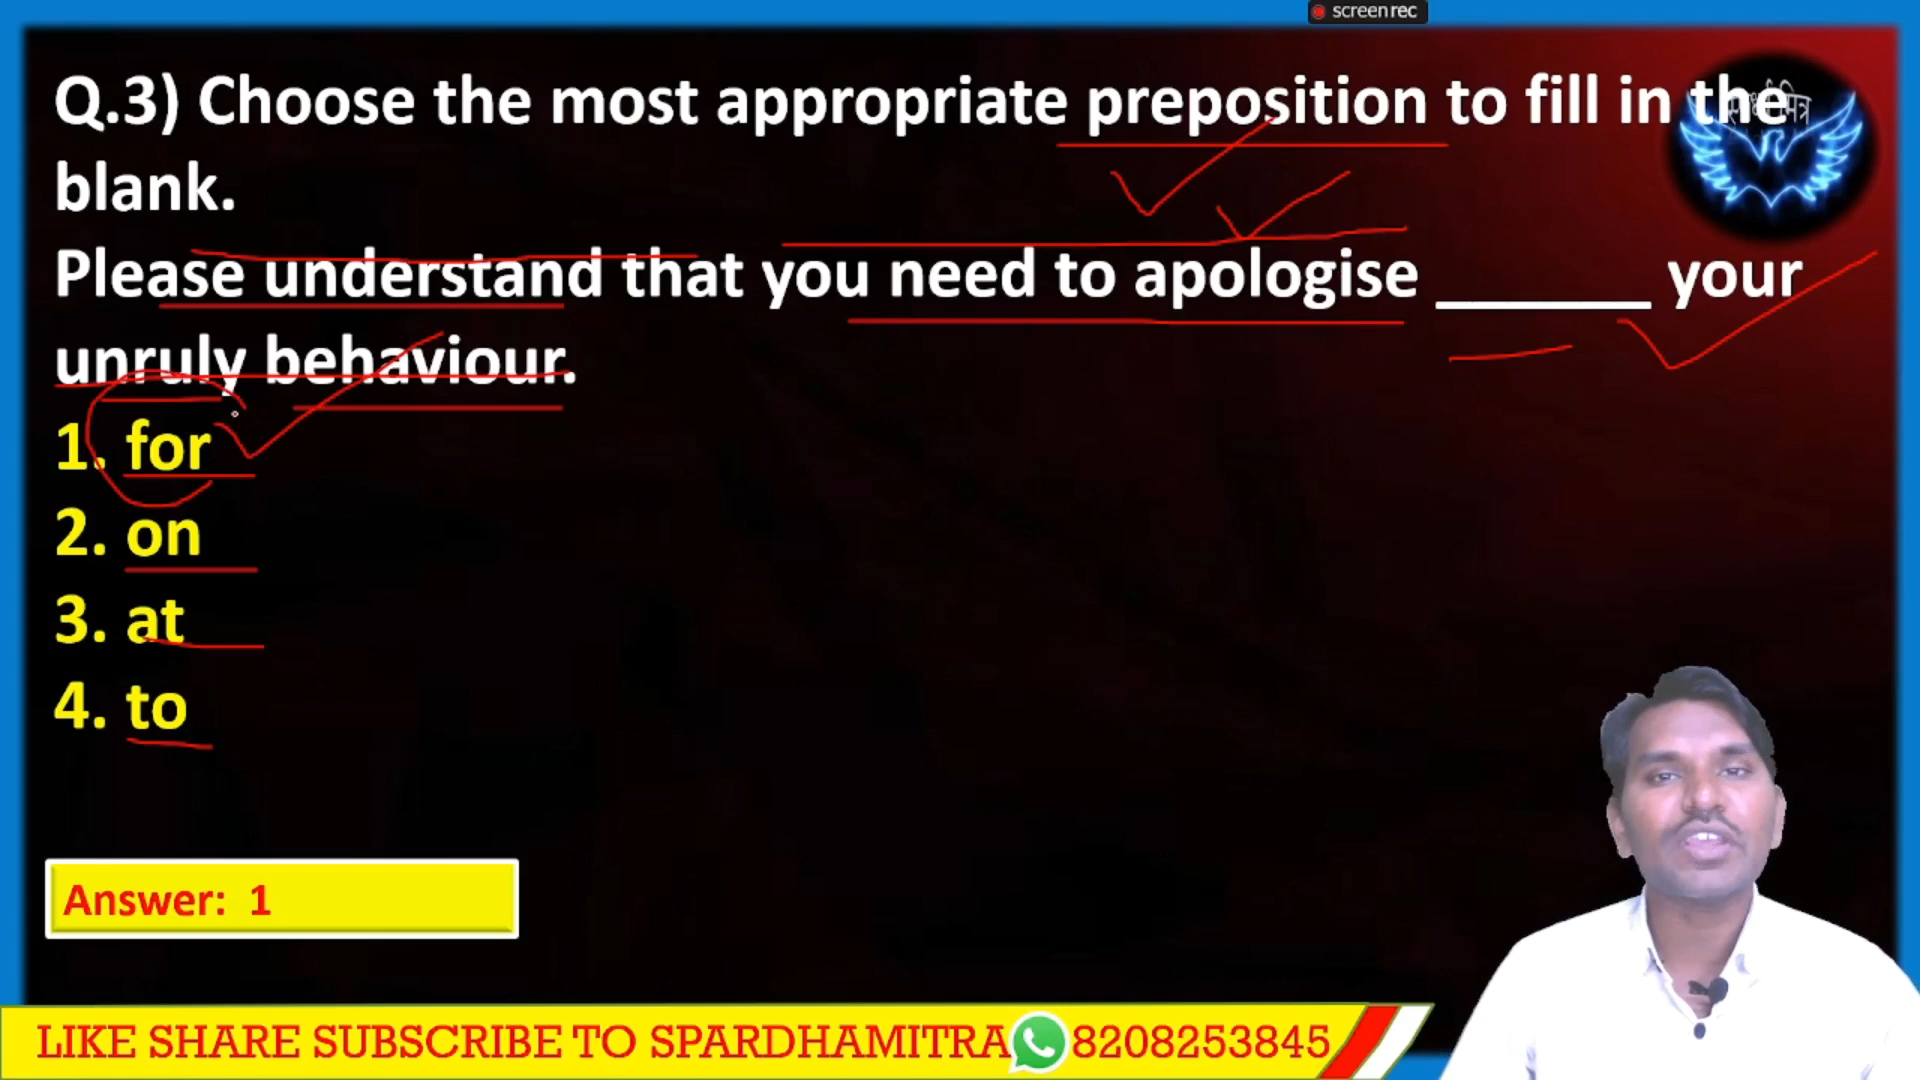 screenrec
Q.3) Choose the most appropriate preposition to fill in the
blank.
Please understand that you need to apologise _______ your
unruly behaviour.
1. for
2. on
3. at
4. to
Answer: 1
LIKE SHARE SUBSCRIBE TO SPARDHAMITRA 8208253845